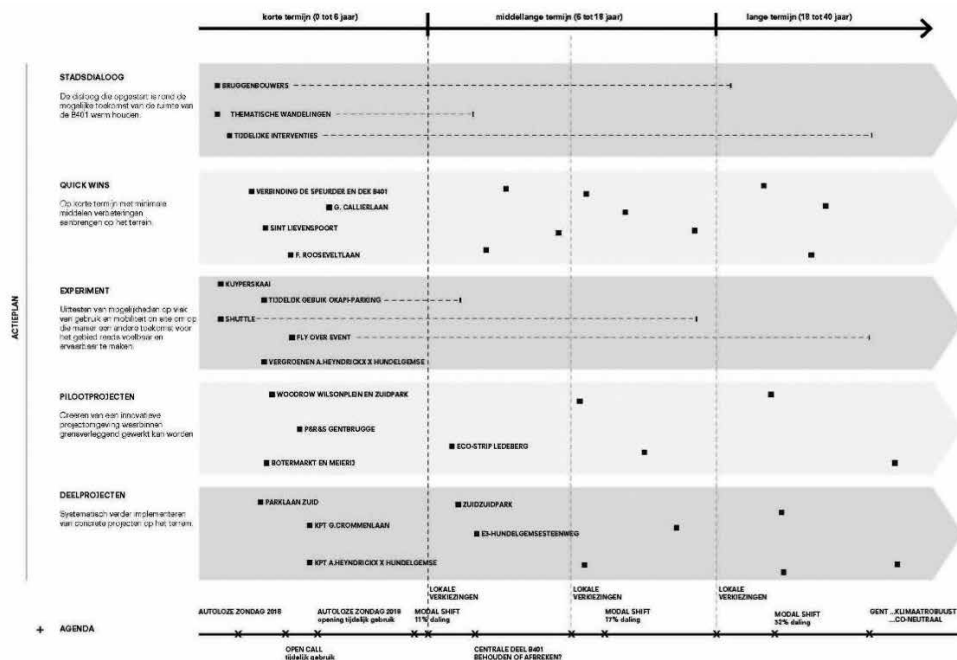 korte termijn (0 tot 6 jaar)
middellange termijn (6 tot 18 jaar)
lange termijn (18 tot 40 jaar)
ACTIEPLAN
STADSDIALOOG
De dialoog die opgestart is rond de
mogelijke toekomst van de ruimte van
de B401 warm houden.
BRUGGENBOUWERS
THEMATISCHE WANDELINGEN
TIJDELIJKE INTERVENTIES
QUICK WINS
Op korte termijn met minimale
middelen verbeteringen
aanbrengen op het terrein.
VERBINDING DE SPEURDER EN DEK B401
G. CALLIERLAAN
SINT LIEVENSPOORT
F. ROOSEVELTLAAN
EXPERIMENT
Uittesten van mogelijkheden op vlak
van gebruik en mobiliteit on site om op
die manier een andere toekomst voor
het gebied reeds voelbaar en
ervaarbaar te maken.
KUYPERSKAAI
TIJDELIJK GEBUIK OKAPI-PARKING
SHUTTLE
FLY OVER EVENT
VERGROENEN A.HEYNDRICKX X HUNDELGEMSE
PILOOTPROJECTEN
Creeren van een innovatieve
projectomgeving waarbinnen
grensverleggend gewerkt kan worden
WOODROW WILSONPLEIN EN ZUIDPARK
P&R&S GENTBRUGGE
ECO-STRIP LEDEBERG
BOTERMARKT EN MEIERIJ
DEELPROJECTEN
Systematisch verder implementeren
van concrete projecten op het terrein.
PARKLAAN ZUID
ZUIDZUIDPARK
KPT G.CROMMENLAAN
E3-HUNDELGEMSESTEENWEG
KPT A.HEYNDRICKX X HUNDELGEMSE
LOKALE
VERKIEZINGEN
LOKALE
VERKIEZINGEN
LOKALE
VERKIEZINGEN
+ AGENDA
AUTOLOZE ZONDAG 2018
AUTOLOZE ZONDAG 2019
opening tijdelijk gebruik
MODAL SHIFT
11% daling
MODAL SHIFT
17% daling
MODAL SHIFT
32% daling
GENT ...KLIMAATROBUUST
...CO-NEUTRAAL
OPEN CALL
tijdelijk gebruik
CENTRALE DEEL B401
BEHOUDEN OF AFBREKEN?